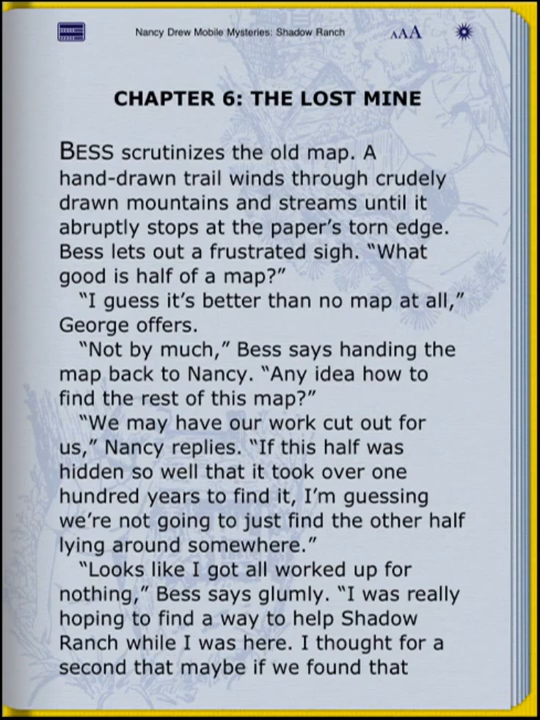 Nancy Drew Mobile Mysteries: Shadow Ranch
AAA
CHAPTER 6: THE LOST MINE
BESS scrutinizes the old map. A
hand-drawn trail winds through crudely
drawn mountains and streams until it
abruptly stops at the paper’s torn edge.
Bess lets out a frustrated sigh. “What
good is half of a map?”
“I guess it’s better than no map at all,”
George offers.
“Not by much,” Bess says handing the
map back to Nancy. “Any idea how to
find the rest of this map?”
“We may have our work cut out for
us,” Nancy replies. “If this half was
hidden so well that it took over one
hundred years to find it, I’m guessing
we’re not going to just find the other half
lying around somewhere.”
“Looks like I got all worked up for
nothing,” Bess says glumly. “I was really
hoping to find a way to help Shadow
Ranch while I was here. I thought for a
second that maybe if we found that